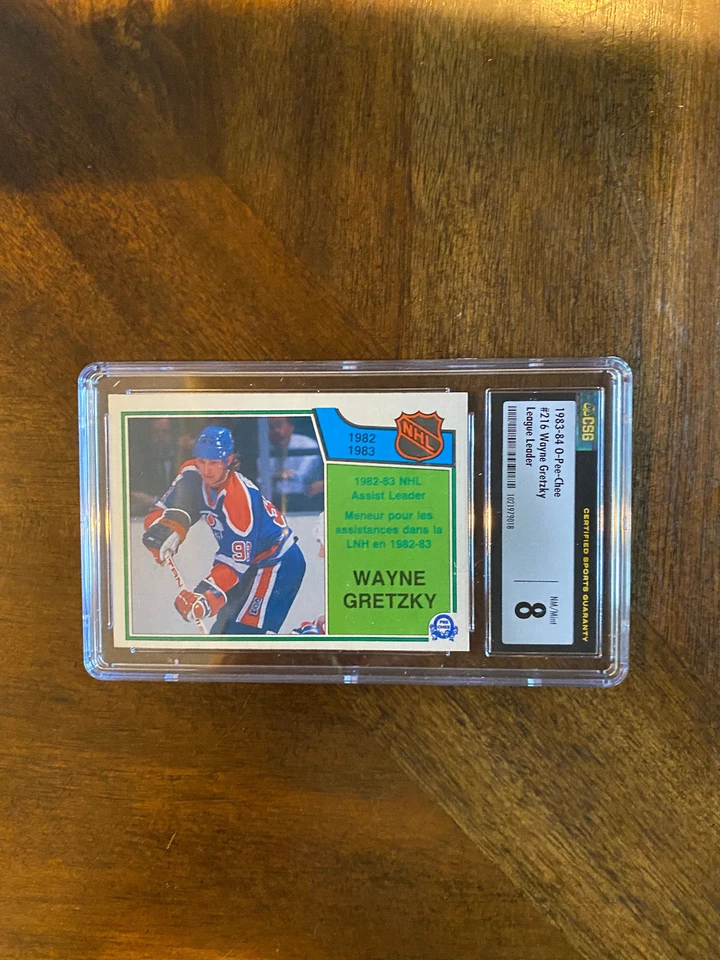 CSG
CERTIFIED SPORTS GUARANTY
1983-84 O-Pee-Chee
#216 Wayne Gretzky
League Leader
1021979018
NM/Mint
8
1982
1983
NHL
1982-83 NHL
Assist Leader
Meneur pour les
assistances dans la
LNH en 1982-83
WAYNE
GRETZKY